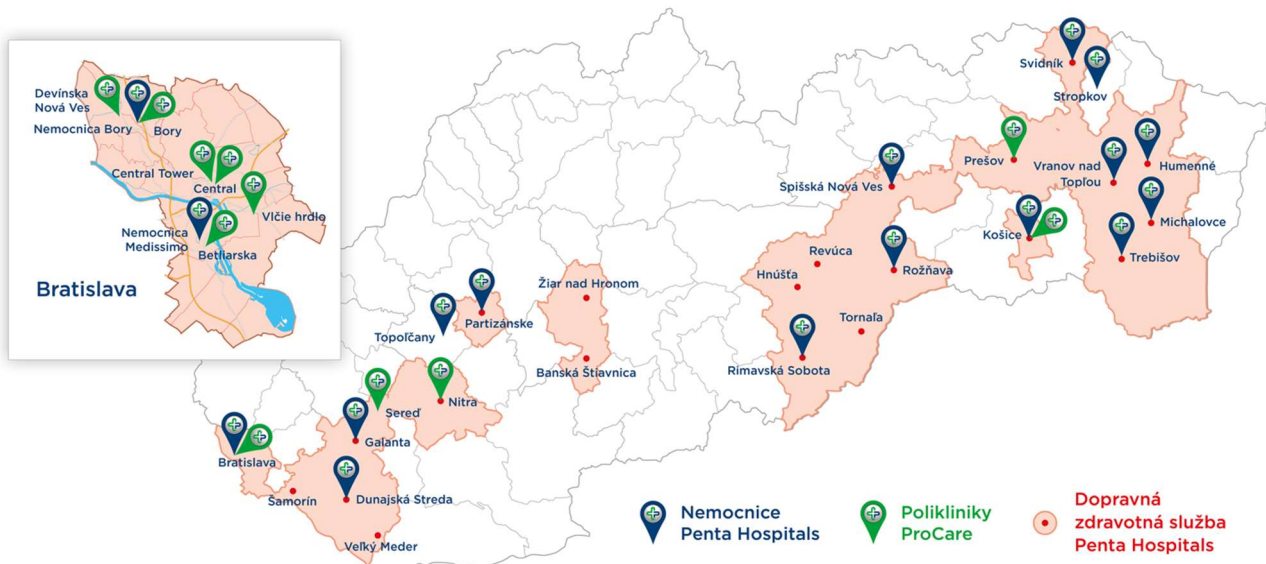 Devínska
Nová Ves
Nemocnica Bory
Bory
Central Tower
Central
Vlčie hrdlo
Nemocnica
Medissimo
Betliarska
Bratislava
Svidník
Stropkov
Prešov
Vranov nad
Topľou
Humenné
Spišská Nová Ves
Košice
Michalovce
Trebišov
Revúca
Rožňava
Hnúšťa
Tornaľa
Rimavská Sobota
Žiar nad Hronom
Banská Štiavnica
Topoľčany
Partizánske
Nitra
Sereď
Galanta
Bratislava
Šamorín
Dunajská Streda
Veľký Meder
Nemocnice
Penta Hospitals
Polikliniky
ProCare
Dopravná
zdravotná služba
Penta Hospitals